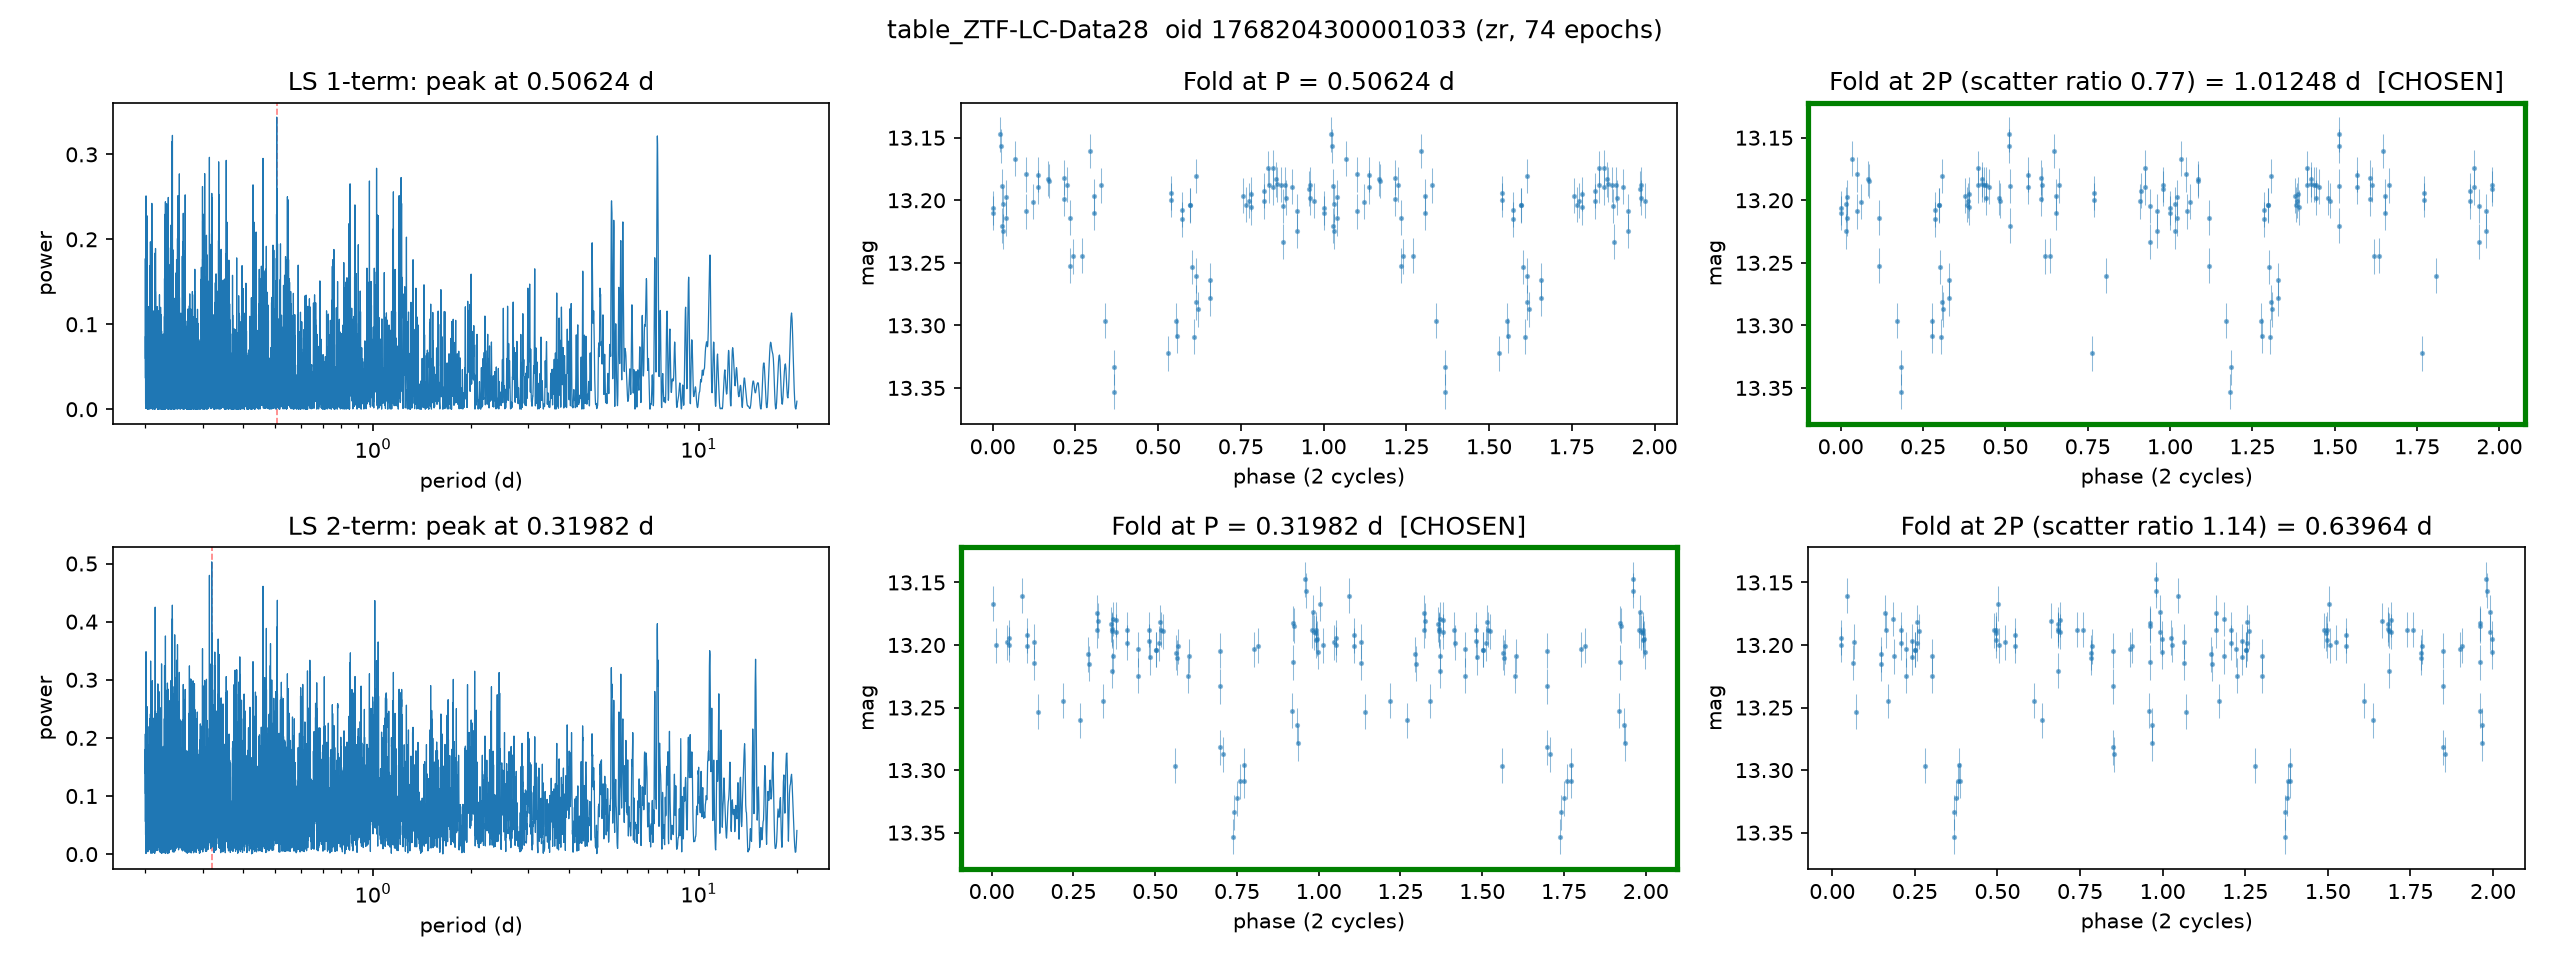 table_ZTF-LC-Data28  oid 1768204300001033 (zr, 74 epochs)
LS 1-term: peak at 0.50624 d
power
0.3
0.2
0.1
0.0
10⁰
10¹
period (d)
Fold at P = 0.50624 d
mag
13.15
13.20
13.25
13.30
13.35
0.00 0.25 0.50 0.75 1.00 1.25 1.50 1.75 2.00
phase (2 cycles)
Fold at 2P (scatter ratio 0.77) = 1.01248 d  [CHOSEN]
mag
13.15
13.20
13.25
13.30
13.35
0.00 0.25 0.50 0.75 1.00 1.25 1.50 1.75 2.00
phase (2 cycles)
LS 2-term: peak at 0.31982 d
power
0.5
0.4
0.3
0.2
0.1
0.0
10⁰
10¹
period (d)
Fold at P = 0.31982 d  [CHOSEN]
mag
13.15
13.20
13.25
13.30
13.35
0.00 0.25 0.50 0.75 1.00 1.25 1.50 1.75 2.00
phase (2 cycles)
Fold at 2P (scatter ratio 1.14) = 0.63964 d
mag
13.15
13.20
13.25
13.30
13.35
0.00 0.25 0.50 0.75 1.00 1.25 1.50 1.75 2.00
phase (2 cycles)